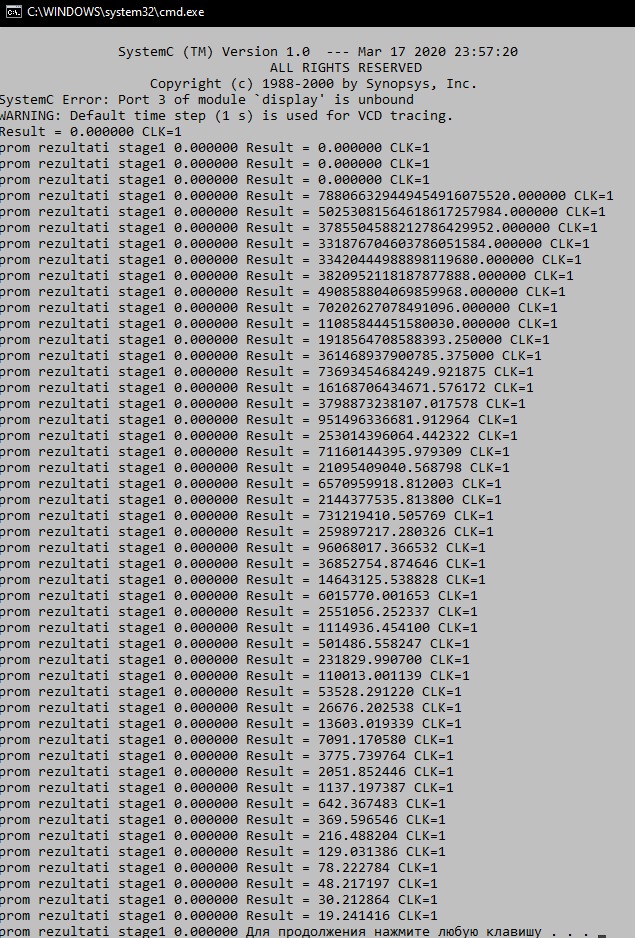 C:\WINDOWS\system32\cmd.exe
SystemC (TM) Version 1.0  --- Mar 17 2020 23:57:20
ALL RIGHTS RESERVED
Copyright (c) 1988-2000 by Synopsys, Inc.
SystemC Error: Port 3 of module `display' is unbound
WARNING: Default time step (1 s) is used for VCD tracing.
Result = 0.000000 CLK=1
prom rezultati stage1 0.000000 Result = 0.000000 CLK=1
prom rezultati stage1 0.000000 Result = 0.000000 CLK=1
prom rezultati stage1 0.000000 Result = 0.000000 CLK=1
prom rezultati stage1 0.000000 Result = 788066329449454916075520.000000 CLK=1
prom rezultati stage1 0.000000 Result = 50253081564618617257984.000000 CLK=1
prom rezultati stage1 0.000000 Result = 3785504588212786429952.000000 CLK=1
prom rezultati stage1 0.000000 Result = 331876704603786051584.000000 CLK=1
prom rezultati stage1 0.000000 Result = 33420444988898119680.000000 CLK=1
prom rezultati stage1 0.000000 Result = 3820952118187877888.000000 CLK=1
prom rezultati stage1 0.000000 Result = 490858804069859968.000000 CLK=1
prom rezultati stage1 0.000000 Result = 70202627078491096.000000 CLK=1
prom rezultati stage1 0.000000 Result = 11085844451580030.000000 CLK=1
prom rezultati stage1 0.000000 Result = 1918564708588393.250000 CLK=1
prom rezultati stage1 0.000000 Result = 361468937900785.375000 CLK=1
prom rezultati stage1 0.000000 Result = 73693454684249.921875 CLK=1
prom rezultati stage1 0.000000 Result = 16168706434671.576172 CLK=1
prom rezultati stage1 0.000000 Result = 3798873238107.017578 CLK=1
prom rezultati stage1 0.000000 Result = 951496336681.912964 CLK=1
prom rezultati stage1 0.000000 Result = 253014396064.442322 CLK=1
prom rezultati stage1 0.000000 Result = 71160144395.979309 CLK=1
prom rezultati stage1 0.000000 Result = 21095409040.568798 CLK=1
prom rezultati stage1 0.000000 Result = 6570959918.812003 CLK=1
prom rezultati stage1 0.000000 Result = 2144377535.813800 CLK=1
prom rezultati stage1 0.000000 Result = 731219410.505769 CLK=1
prom rezultati stage1 0.000000 Result = 259897217.280326 CLK=1
prom rezultati stage1 0.000000 Result = 96068017.366532 CLK=1
prom rezultati stage1 0.000000 Result = 36852754.874646 CLK=1
prom rezultati stage1 0.000000 Result = 14643125.538828 CLK=1
prom rezultati stage1 0.000000 Result = 6015770.001653 CLK=1
prom rezultati stage1 0.000000 Result = 2551056.252337 CLK=1
prom rezultati stage1 0.000000 Result = 1114936.454100 CLK=1
prom rezultati stage1 0.000000 Result = 501486.558247 CLK=1
prom rezultati stage1 0.000000 Result = 231829.990700 CLK=1
prom rezultati stage1 0.000000 Result = 110013.001139 CLK=1
prom rezultati stage1 0.000000 Result = 53528.291220 CLK=1
prom rezultati stage1 0.000000 Result = 26676.202538 CLK=1
prom rezultati stage1 0.000000 Result = 13603.019339 CLK=1
prom rezultati stage1 0.000000 Result = 7091.170580 CLK=1
prom rezultati stage1 0.000000 Result = 3775.739764 CLK=1
prom rezultati stage1 0.000000 Result = 2051.852446 CLK=1
prom rezultati stage1 0.000000 Result = 1137.197387 CLK=1
prom rezultati stage1 0.000000 Result = 642.367483 CLK=1
prom rezultati stage1 0.000000 Result = 369.596546 CLK=1
prom rezultati stage1 0.000000 Result = 216.488204 CLK=1
prom rezultati stage1 0.000000 Result = 129.031386 CLK=1
prom rezultati stage1 0.000000 Result = 78.222784 CLK=1
prom rezultati stage1 0.000000 Result = 48.217197 CLK=1
prom rezultati stage1 0.000000 Result = 30.212864 CLK=1
prom rezultati stage1 0.000000 Result = 19.241416 CLK=1
prom rezultati stage1 0.000000 Для продолжения нажмите любую клавишу . . .